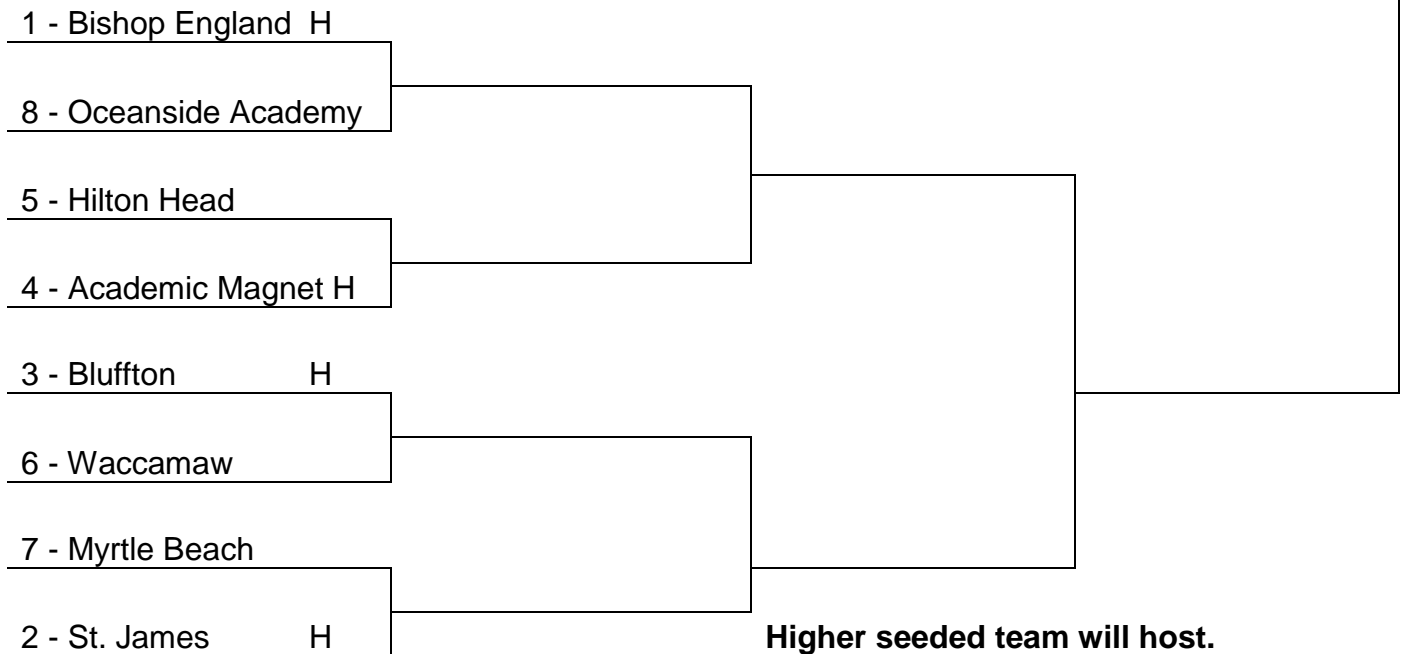 1 - Bishop England H
8 - Oceanside Academy
5 - Hilton Head
4 - Academic Magnet H
3 - Bluffton H
6 - Waccamaw
7 - Myrtle Beach
2 - St. James H
Higher seeded team will host.